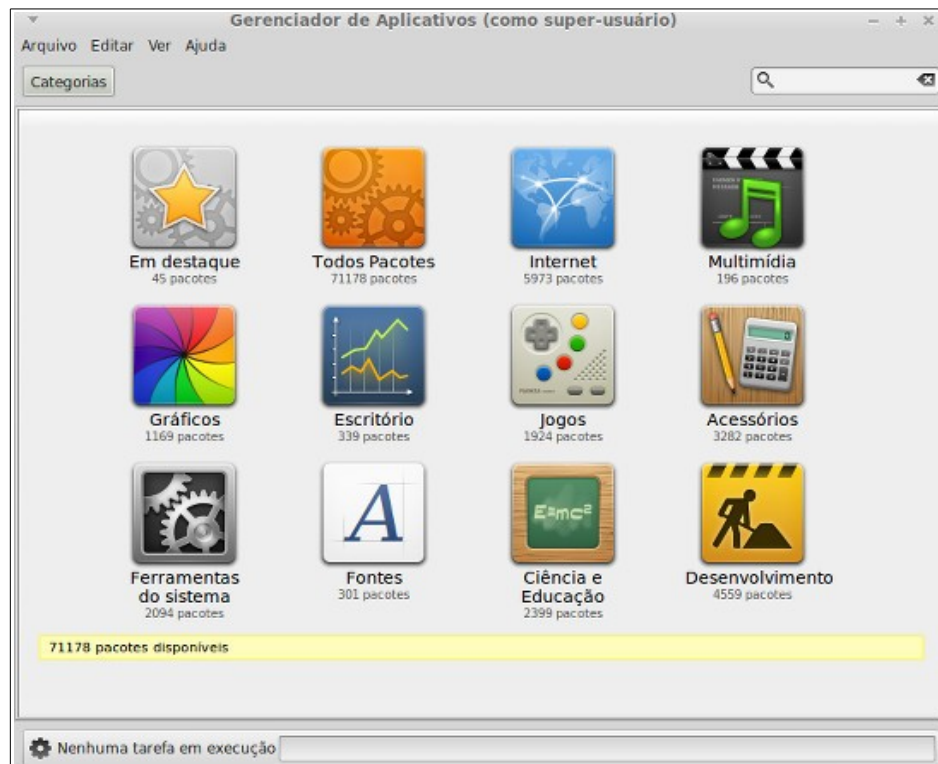 Gerenciador de Aplicativos (como super-usuário)
Arquivo Editar Ver Ajuda
Categorias
Em destaque
45 pacotes
Todos Pacotes
71178 pacotes
Internet
5973 pacotes
Multimídia
196 pacotes
Gráficos
1169 pacotes
Escritório
339 pacotes
Jogos
1924 pacotes
Acessórios
3282 pacotes
Ferramentas
do sistema
2094 pacotes
A
Fontes
301 pacotes
E=mc²
Ciência e
Educação
2399 pacotes
Desenvolvimento
4559 pacotes
71178 pacotes disponíveis
Nenhuma tarefa em execução